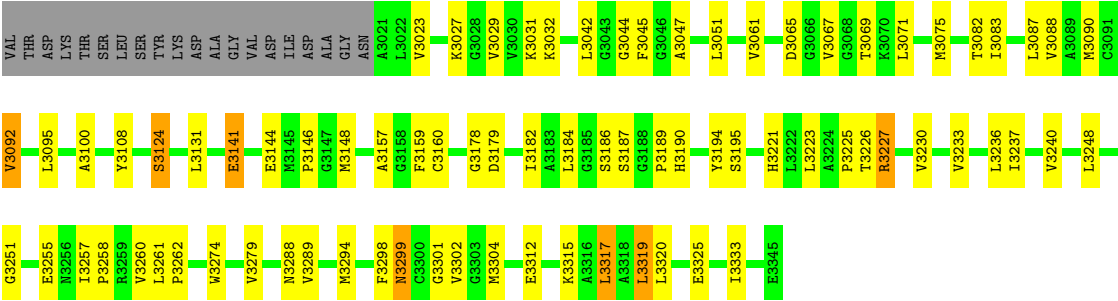 VAL THR ASP LYS THR SER LEU SER TYR LYS ASP ALA GLY VAL ASP ILE ASP ALA GLY ASN A3021 L3022 V3023 K3027 G3028 V3029 V3030 K3031 K3032 L3042 G3043 G3044 F3045 G3046 A3047 L3051 V3061 D3065 G3066 V3067 G3068 T3069 K3070 L3071 M3075 T3082 I3083 L3087 V3088 A3089 M3090 C3091
V3092 L3095 A3100 Y3108 S3124 L3131 E3141 E3144 M3145 P3146 G3147 M3148 A3157 G3158 F3159 C3160 G3178 D3179 I3182 A3183 L3184 G3185 S3186 S3187 G3188 P3189 H3190 Y3194 S3195 H3221 L3222 L3223 A3224 P3225 T3226 R3227 V3230 V3233 L3236 I3237 V3240 L3248
G3251 E3255 N3256 I3257 P3258 R3259 V3260 L3261 P3262 W3274 V3279 N3288 V3289 M3294 F3298 N3299 C3300 G3301 V3302 G3303 M3304 E3312 K3315 A3316 L3317 A3318 L3319 L3320 E3325 I3333 E3345